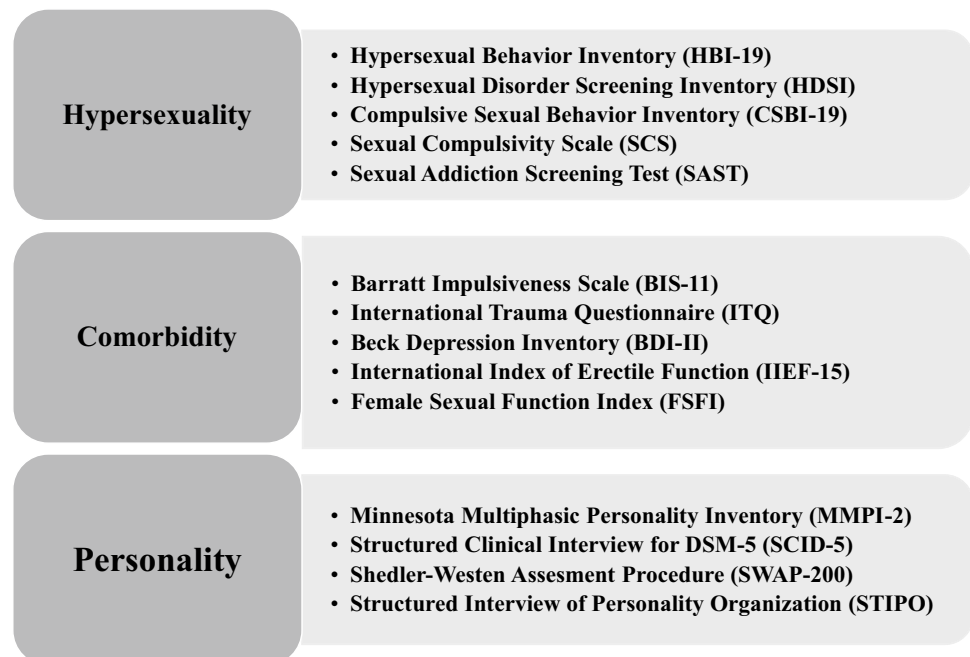 Hypersexuality
• Hypersexual Behavior Inventory (HBI-19)
• Hypersexual Disorder Screening Inventory (HDSI)
• Compulsive Sexual Behavior Inventory (CSBI-19)
• Sexual Compulsivity Scale (SCS)
• Sexual Addiction Screening Test (SAST)
Comorbidity
• Barratt Impulsiveness Scale (BIS-11)
• International Trauma Questionnaire (ITQ)
• Beck Depression Inventory (BDI-II)
• International Index of Erectile Function (IIEF-15)
• Female Sexual Function Index (FSFI)
Personality
• Minnesota Multiphasic Personality Inventory (MMPI-2)
• Structured Clinical Interview for DSM-5 (SCID-5)
• Shedler-Westen Assesment Procedure (SWAP-200)
• Structured Interview of Personality Organization (STIPO)